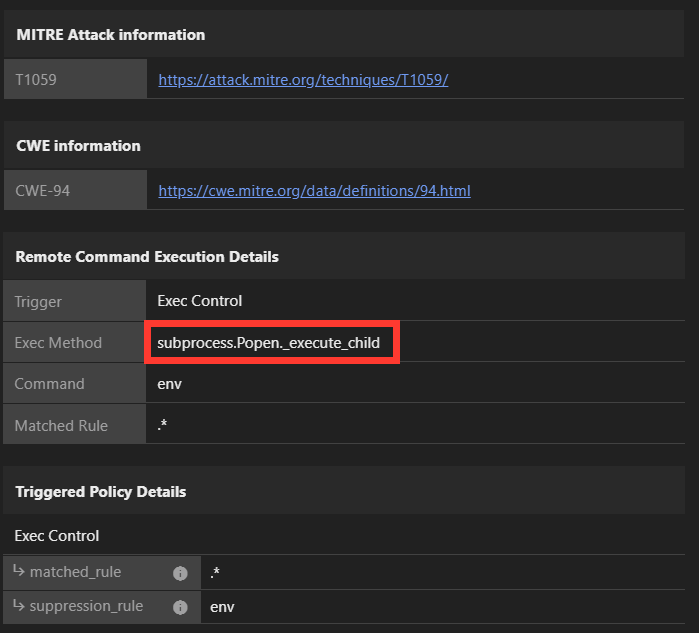 MITRE Attack information
T1059 https://attack.mitre.org/techniques/T1059/
CWE information
CWE-94 https://cwe.mitre.org/data/definitions/94.html
Remote Command Execution Details
Trigger Exec Control
Exec Method subprocess.Popen._execute_child
Command env
Matched Rule .*
Triggered Policy Details
Exec Control
↳ matched_rule i .*
↳ suppression_rule i env